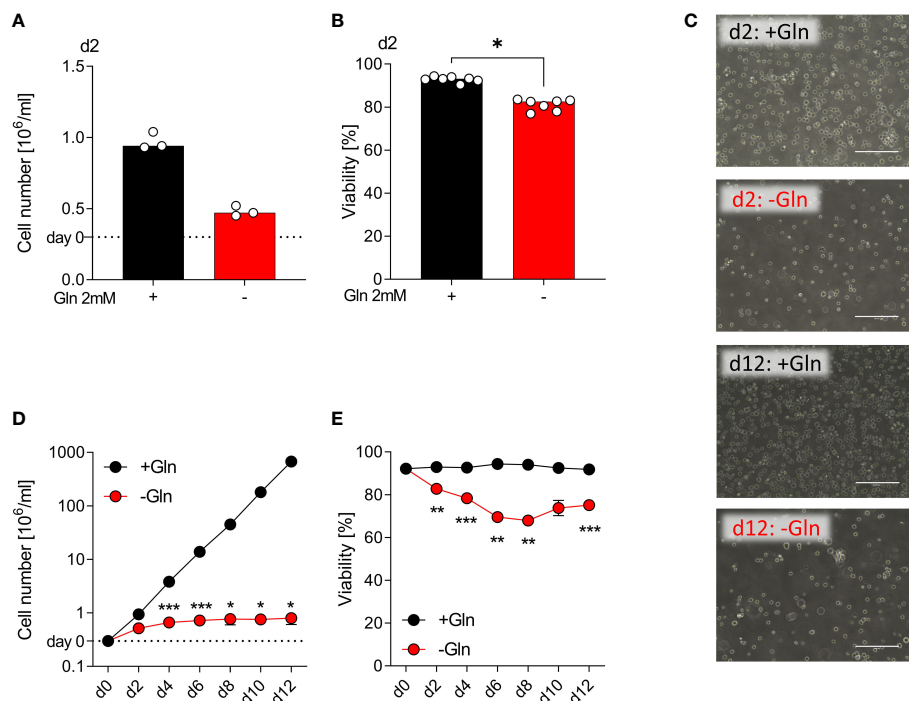 A
d2
Cell number [10⁶/ml]
1.5
1.0
0.5
day 0
0.0
Gln 2mM
+
-
B
d2
*
Viability [%]
100
80
60
40
20
0
Gln 2mM
+
-
C
d2: +Gln
d2: -Gln
d12: +Gln
d12: -Gln
D
Cell number [10⁶/ml]
1000
100
10
1
day 0
0.1
+Gln
-Gln
*** *** * * *
d0 d2 d4 d6 d8 d10 d12
E
Viability [%]
100
80
60
40
20
0
** *** ** ** ***
+Gln
-Gln
d0 d2 d4 d6 d8 d10 d12